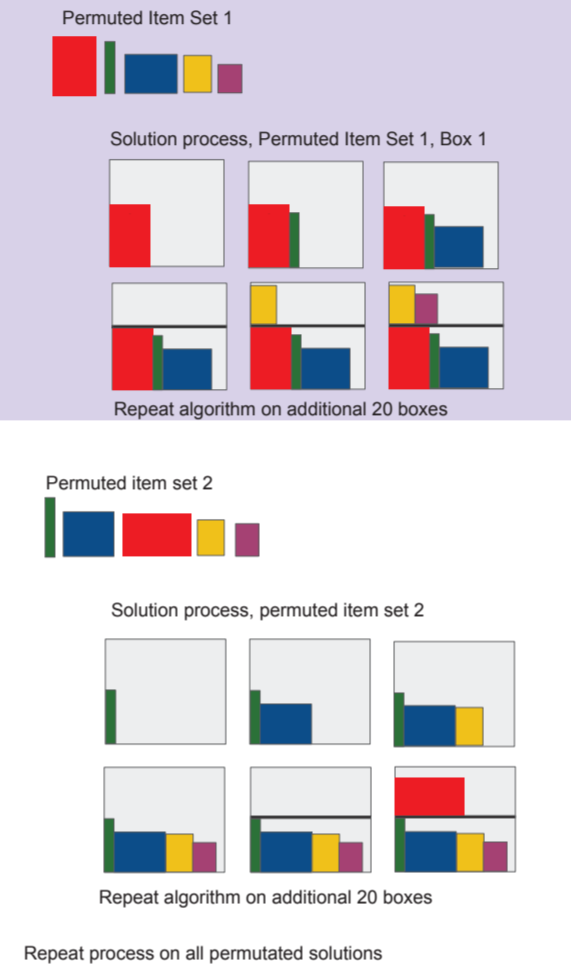 Permuted Item Set 1
Solution process, Permuted Item Set 1, Box 1
Repeat algorithm on additional 20 boxes
Permuted item set 2
Solution process, permuted item set 2
Repeat algorithm on additional 20 boxes
Repeat process on all permutated solutions